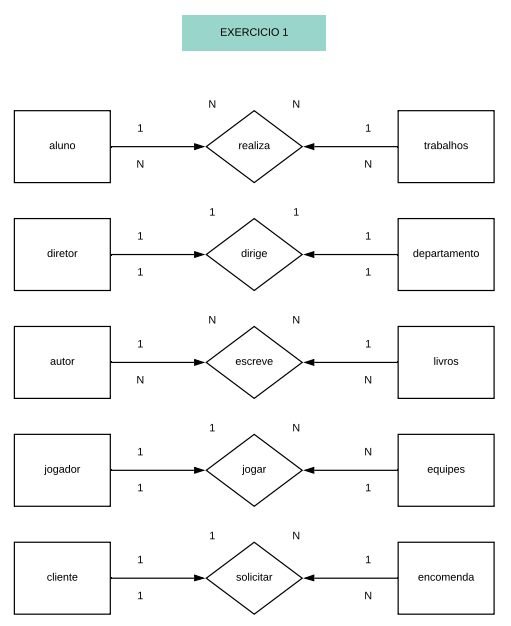 EXERCICIO 1
N N
aluno 1 realiza 1 trabalhos
N N
1 1
diretor 1 dirige 1 departamento
1 1
N N
autor 1 escreve 1 livros
N N
1 N
jogador 1 jogar N equipes
1 1
1 N
cliente 1 solicitar 1 encomenda
1 N